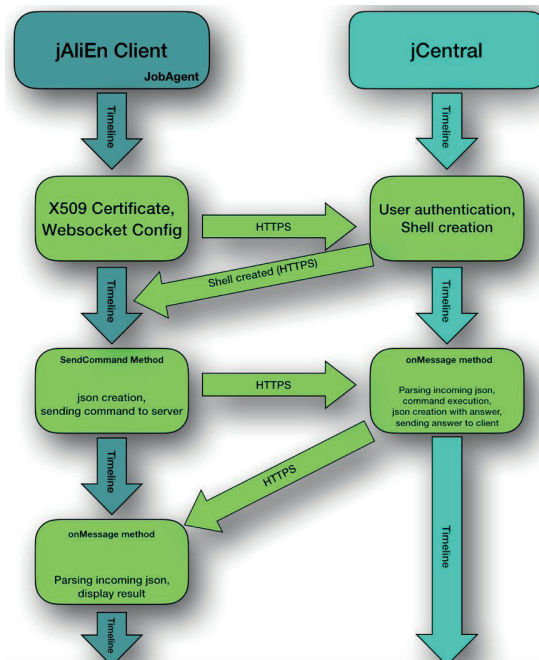 jAliEn Client
JobAgent
jCentral
Timeline
Timeline
X509 Certificate,
Websocket Config
HTTPS
User authentication,
Shell creation
Shell created (HTTPS)
Timeline
Timeline
SendCommand Method
json creation,
sending command to server
HTTPS
onMessage method
Parsing incoming json,
command execution,
json creation with answer,
sending answer to client
Timeline
HTTPS
Timeline
onMessage method
Parsing incoming json,
display result
Timeline